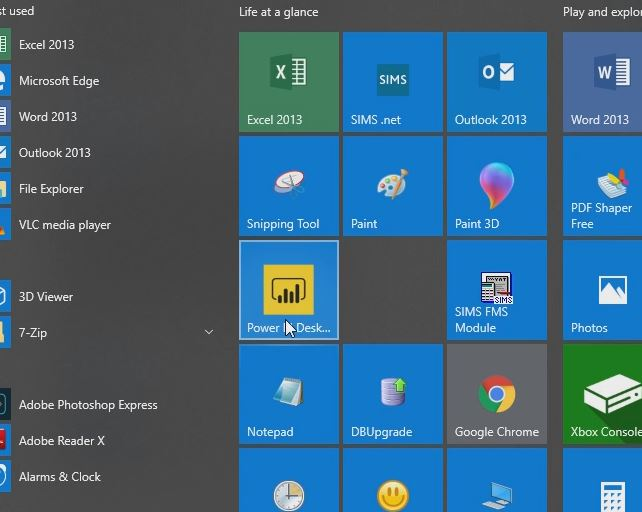 st used
Excel 2013
Microsoft Edge
Word 2013
Outlook 2013
File Explorer
VLC media player
3D Viewer
7-Zip
Adobe Photoshop Express
Adobe Reader X
Alarms & Clock
Life at a glance
Excel 2013
SIMS
SIMS .net
Outlook 2013
Snipping Tool
Paint
Paint 3D
Power Desk...
SIMS
SIMS FMS
Module
Notepad
DBUpgrade
Google Chrome
Play and explor
Word 2013
PDF Shaper
Free
Photos
Xbox Console